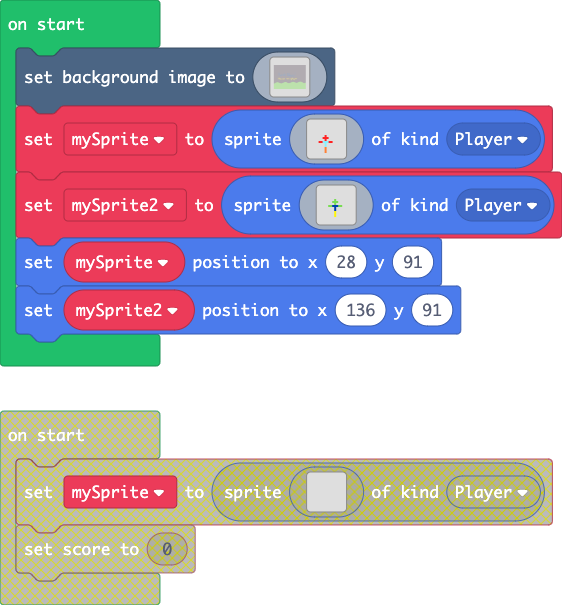 on start
set background image to
set mySprite to sprite of kind Player
set mySprite2 to sprite of kind Player
set mySprite position to x 28 y 91
set mySprite2 position to x 136 y 91
on start
set mySprite to sprite of kind Player
set score to 0